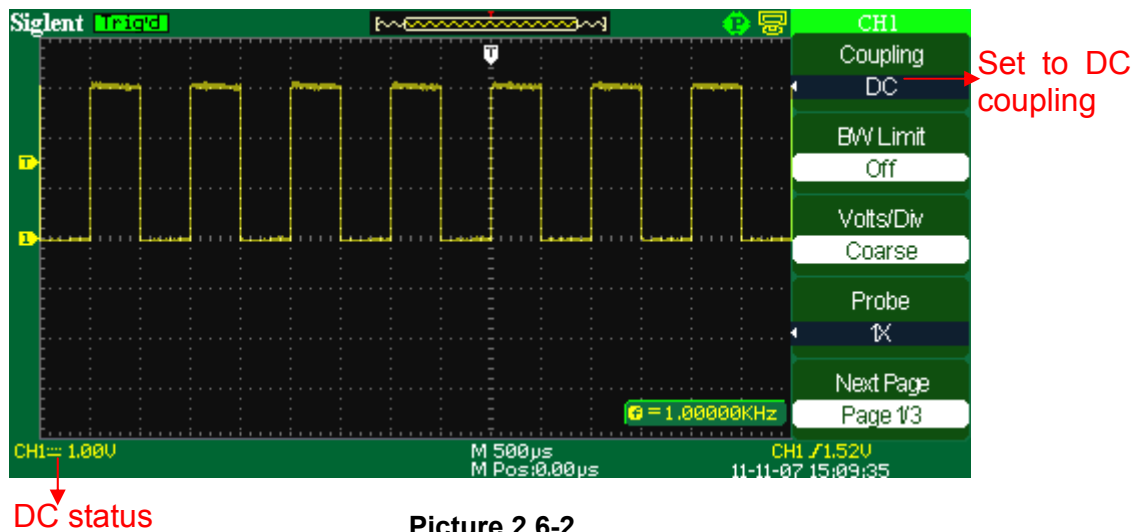 Siglent Trig'd CH1
T
Coupling
DC
Set to DC
coupling
BW Limit
Off
T
Volts/Div
Coarse
1
Probe
1X
Next Page
Page 1/3
f = 1.00000KHz
CH1 1.00V M 500µs CH1 /1.52V
M Pos:0.00µs 11-11-07 15:09:35
DC status
Picture 2.6-2